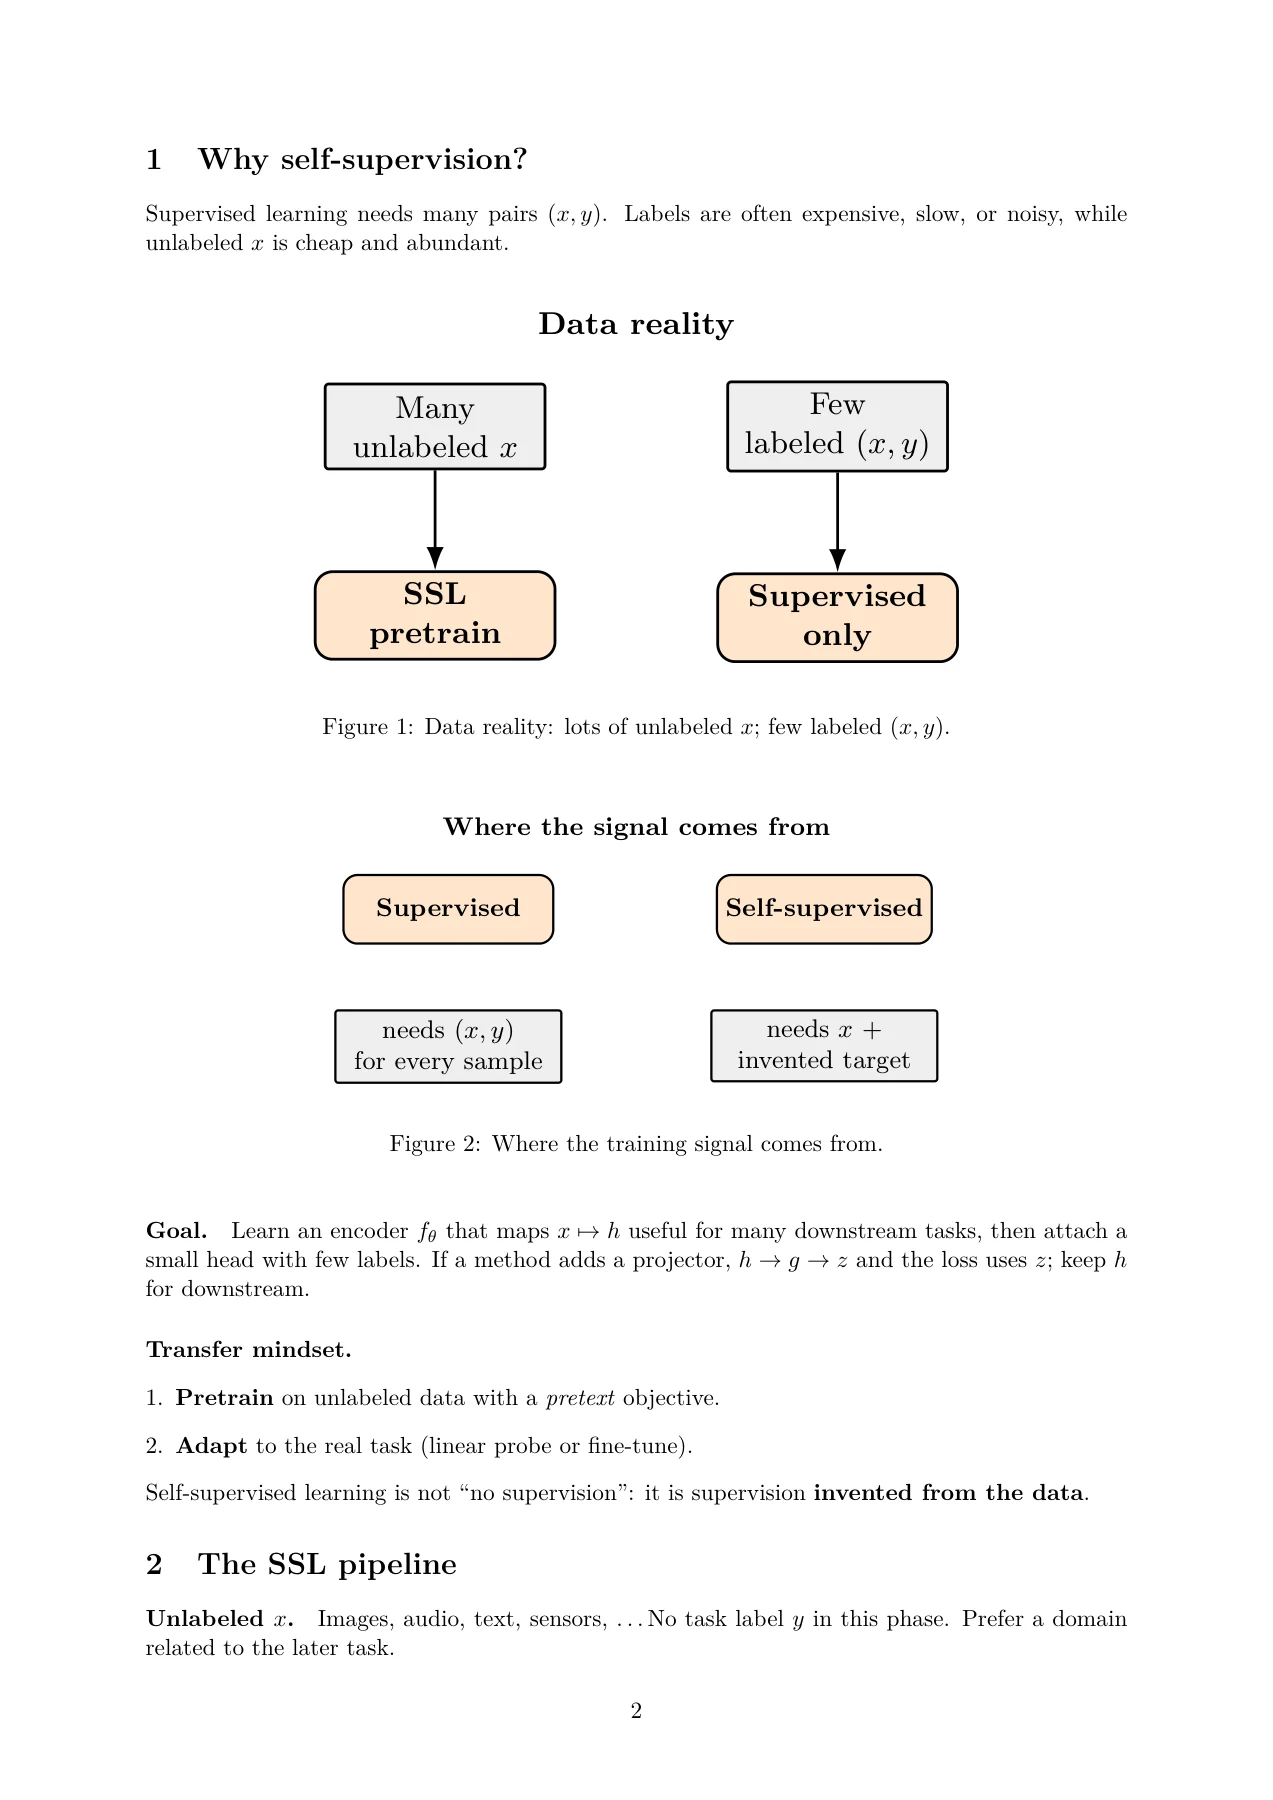 1 Why self-supervision?
Supervised learning needs many pairs (x, y). Labels are often expensive, slow, or noisy, while
unlabeled x is cheap and abundant.
Data reality
Many
unlabeled x
Few
labeled (x, y)
SSL
pretrain
Supervised
only
Figure 1: Data reality: lots of unlabeled x; few labeled (x, y).
Where the signal comes from
Supervised
Self-supervised
needs (x, y)
for every sample
needs x +
invented target
Figure 2: Where the training signal comes from.
Goal. Learn an encoder fθ that maps x ↦ h useful for many downstream tasks, then attach a
small head with few labels. If a method adds a projector, h → g → z and the loss uses z; keep h
for downstream.
Transfer mindset.
1. Pretrain on unlabeled data with a pretext objective.
2. Adapt to the real task (linear probe or fine-tune).
Self-supervised learning is not “no supervision”: it is supervision invented from the data.
2 The SSL pipeline
Unlabeled x. Images, audio, text, sensors, ... No task label y in this phase. Prefer a domain
related to the later task.
2